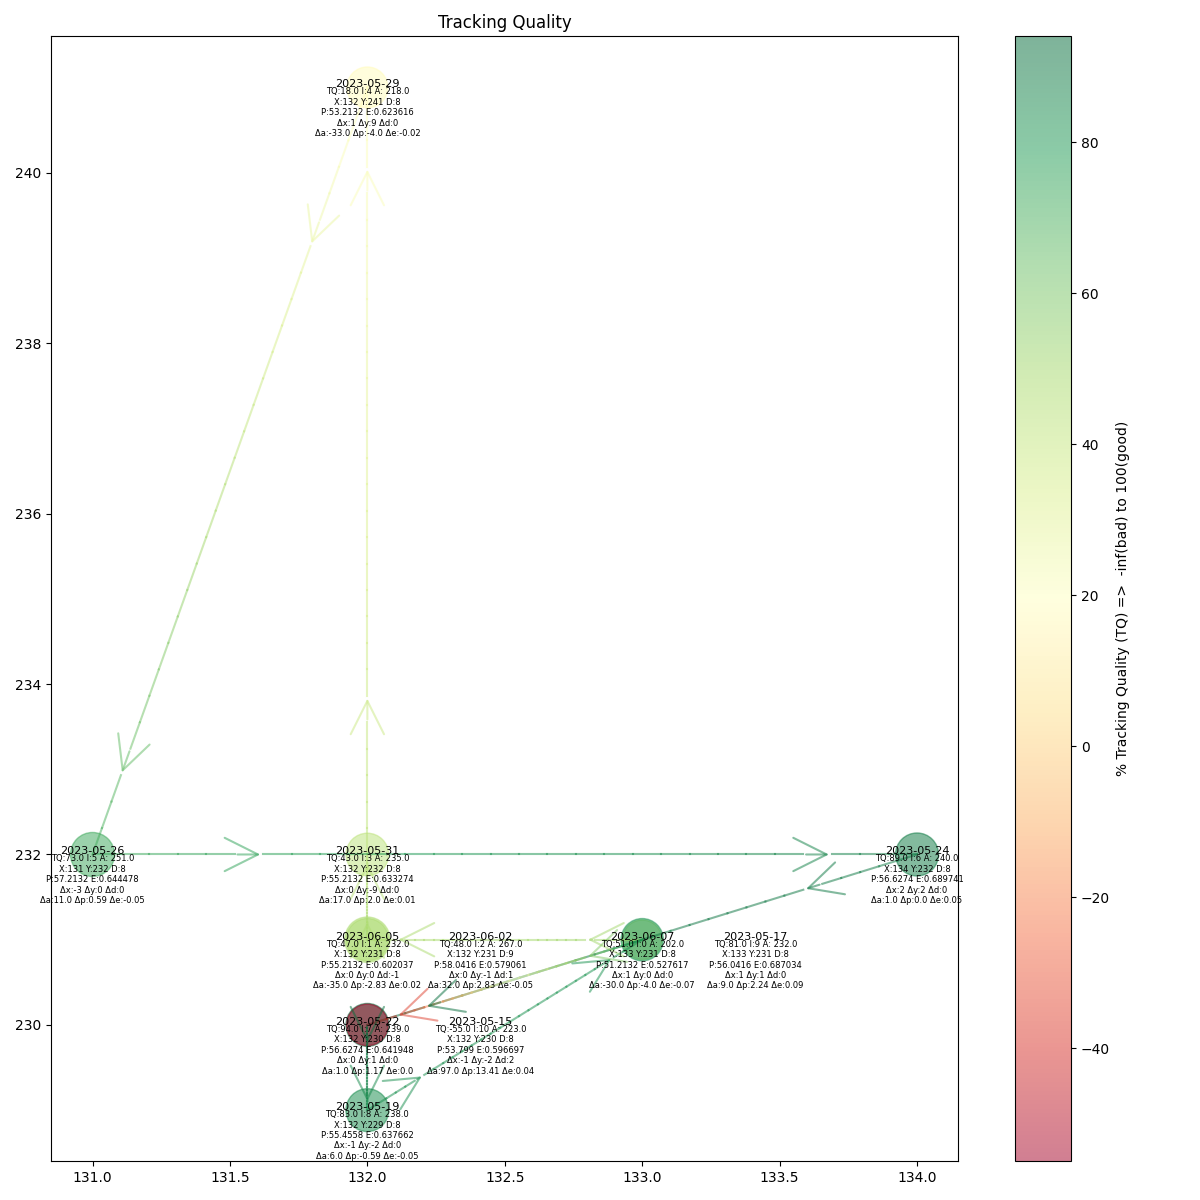 Tracking Quality
2023-05-29
TQ:18.0 I:4 A: 218.0
X:132 Y:241 D:8
P:53.2132 E:0.623616
Δx:1 Δy:9 Δd:0
Δa:-33.0 Δp:-4.0 Δe:-0.02
240
238
236
234
232
230
2023-05-26
TQ:73.0 I:5 A: 251.0
X:131 Y:232 D:8
P:57.2132 E:0.644478
Δx:-3 Δy:0 Δd:0
Δa:11.0 Δp:0.59 Δe:-0.05
2023-05-31
TQ:43.0 I:3 A: 235.0
X:132 Y:232 D:8
P:55.2132 E:0.633274
Δx:0 Δy:-9 Δd:0
Δa:17.0 Δp:2.0 Δe:0.01
2023-05-24
TQ:89.0 I:6 A: 240.0
X:134 Y:232 D:8
P:56.6274 E:0.689741
Δx:2 Δy:2 Δd:0
Δa:1.0 Δp:0.0 Δe:0.05
2023-06-05
TQ:47.0 I:1 A: 232.0
X:132 Y:231 D:8
P:55.2132 E:0.602037
Δx:0 Δy:0 Δd:-1
Δa:-35.0 Δp:-2.83 Δe:0.02
2023-06-02
TQ:48.0 I:2 A: 267.0
X:132 Y:231 D:9
P:58.0416 E:0.579061
Δx:0 Δy:-1 Δd:1
Δa:32.0 Δp:2.83 Δe:-0.05
2023-06-07
I:0 A: 202.0
X:133 Y:231 D:8
P:51.2132 E:0.527617
Δx:1 Δy:0 Δd:0
Δa:-30.0 Δp:-4.0 Δe:-0.07
2023-05-17
TQ:81.0 I:9 A: 232.0
X:133 Y:231 D:8
P:56.0416 E:0.687034
Δx:1 Δy:1 Δd:0
Δa:9.0 Δp:2.24 Δe:0.09
2023-05-22
TQ:94.0 I:7 A: 239.0
X:132 Y:230 D:8
P:56.6274 E:0.641948
Δx:0 Δy:1 Δd:0
Δa:1.0 Δp:1.17 Δe:0.0
2023-05-15
TQ:-55.0 I:10 A: 223.0
X:132 Y:230 D:8
P:53.799 E:0.596697
Δx:-1 Δy:-2 Δd:2
Δa:97.0 Δp:13.41 Δe:0.04
2023-05-19
TQ:83.0 I:8 A: 238.0
X:132 Y:229 D:8
P:55.4558 E:0.637662
Δx:-1 Δy:-2 Δd:0
Δa:6.0 Δp:-0.59 Δe:-0.05
131.0
131.5
132.0
132.5
133.0
133.5
134.0
80
60
40
20
0
−20
−40
% Tracking Quality (TQ) => -inf(bad) to 100(good)